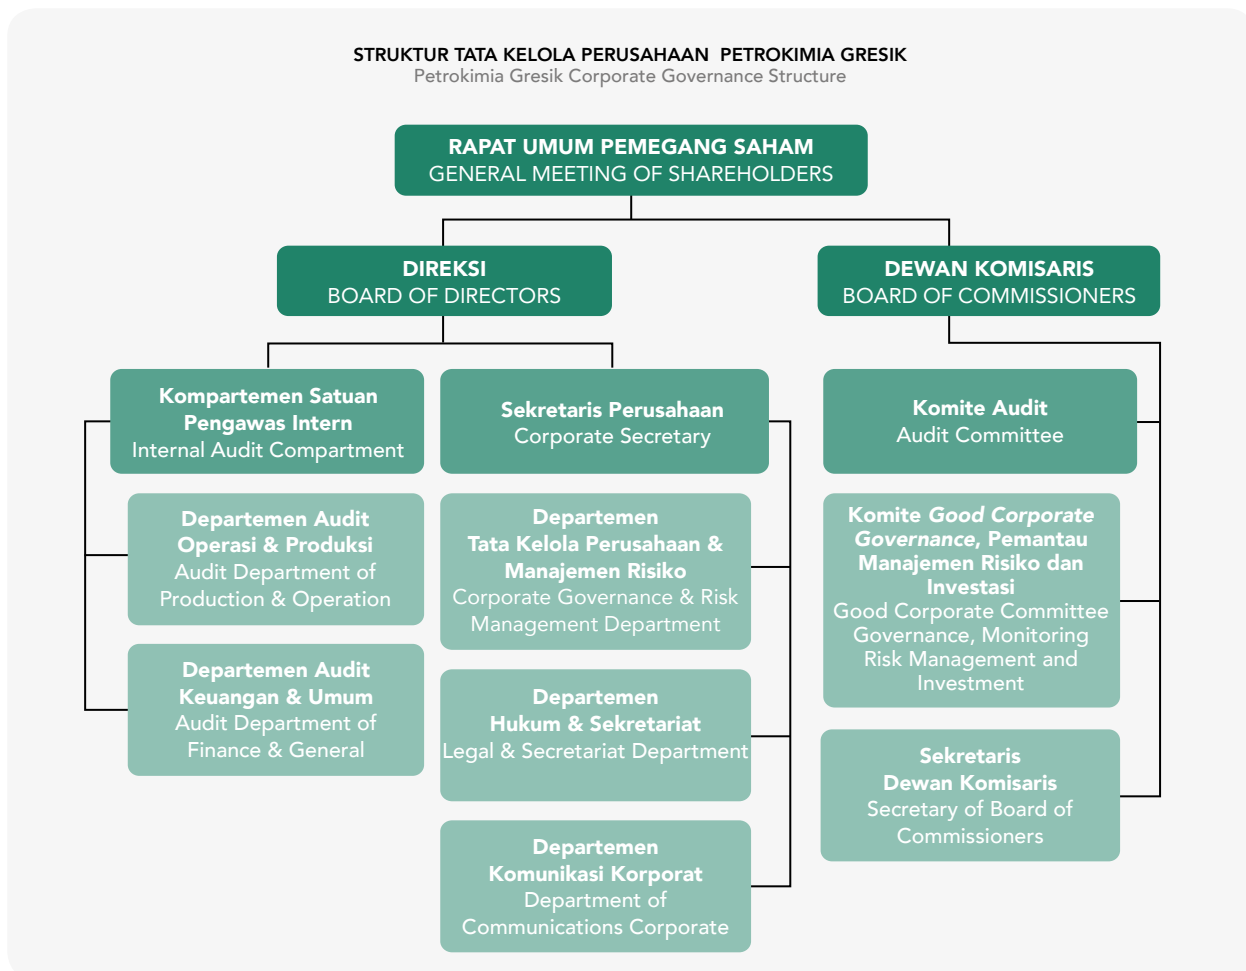 STRUKTUR TATA KELOLA PERUSAHAAN PETROKIMIA GRESIK
Petrokimia Gresik Corporate Governance Structure
RAPAT UMUM PEMEGANG SAHAM
GENERAL MEETING OF SHAREHOLDERS
DIREKSI
BOARD OF DIRECTORS
DEWAN KOMISARIS
BOARD OF COMMISSIONERS
Kompartemen Satuan
Pengawas Intern
Internal Audit Compartment
Departemen Audit
Operasi & Produksi
Audit Department of
Production & Operation
Departemen Audit
Keuangan & Umum
Audit Department of
Finance & General
Sekretaris Perusahaan
Corporate Secretary
Departemen
Tata Kelola Perusahaan &
Manajemen Risiko
Corporate Governance & Risk
Management Department
Departemen
Hukum & Sekretariat
Legal & Secretariat Department
Departemen
Komunikasi Korporat
Department of
Communications Corporate
Komite Audit
Audit Committee
Komite Good Corporate
Governance, Pemantau
Manajemen Risiko dan
Investasi
Good Corporate Committee
Governance, Monitoring
Risk Management and
Investment
Sekretaris
Dewan Komisaris
Secretary of Board of
Commissioners